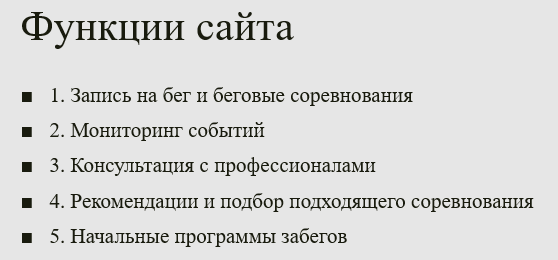 Функции сайта
■ 1. Запись на бег и беговые соревнования
■ 2. Мониторинг событий
■ 3. Консультация с профессионалами
■ 4. Рекомендации и подбор подходящего соревнования
■ 5. Начальные программы забегов